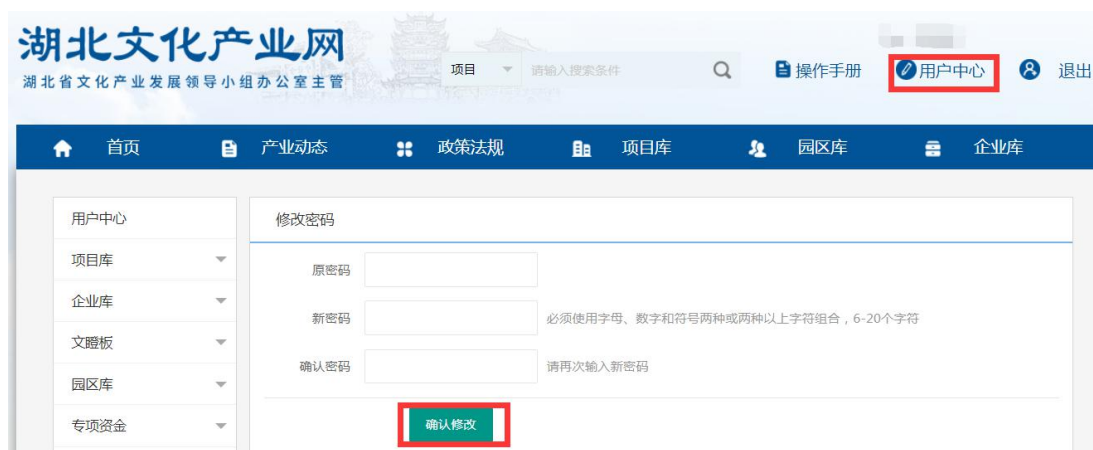 湖北文化产业网
湖北省文化产业发展领导小组办公室主管
项目 请输入搜索条件 操作手册 用户中心 退出
首页 产业动态 政策法规 项目库 园区库 企业库
用户中心
项目库
企业库
文瞪板
园区库
专项资金
修改密码
原密码
新密码 必须使用字母、数字和符号两种或两种以上字符组合，6-20个字符
确认密码 请再次输入新密码
确认修改